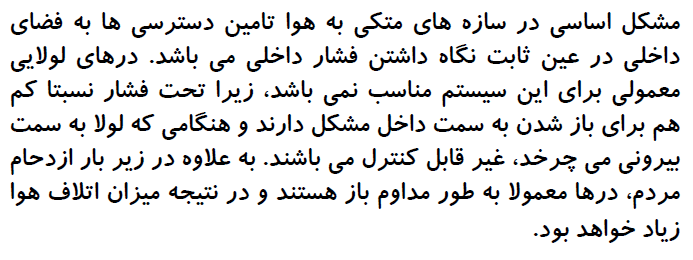 مشکل اساسی در سازه های متکی به هوا تامین دسترسی ها به فضای
داخلی در عین ثابت نگاه داشتن فشار داخلی می باشد. درهای لولایی
معمولی برای این سیستم مناسب نمی باشد، زیرا تحت فشار نسبتا کم
هم برای باز شدن به سمت داخل مشکل دارند و هنگامی که لولا به سمت
بیرونی می چرخد، غیر قابل کنترل می باشند. به علاوه در زیر بار ازدحام
مردم، درها معمولا به طور مداوم باز هستند و در نتیجه میزان اتلاف هوا
زیاد خواهد بود.